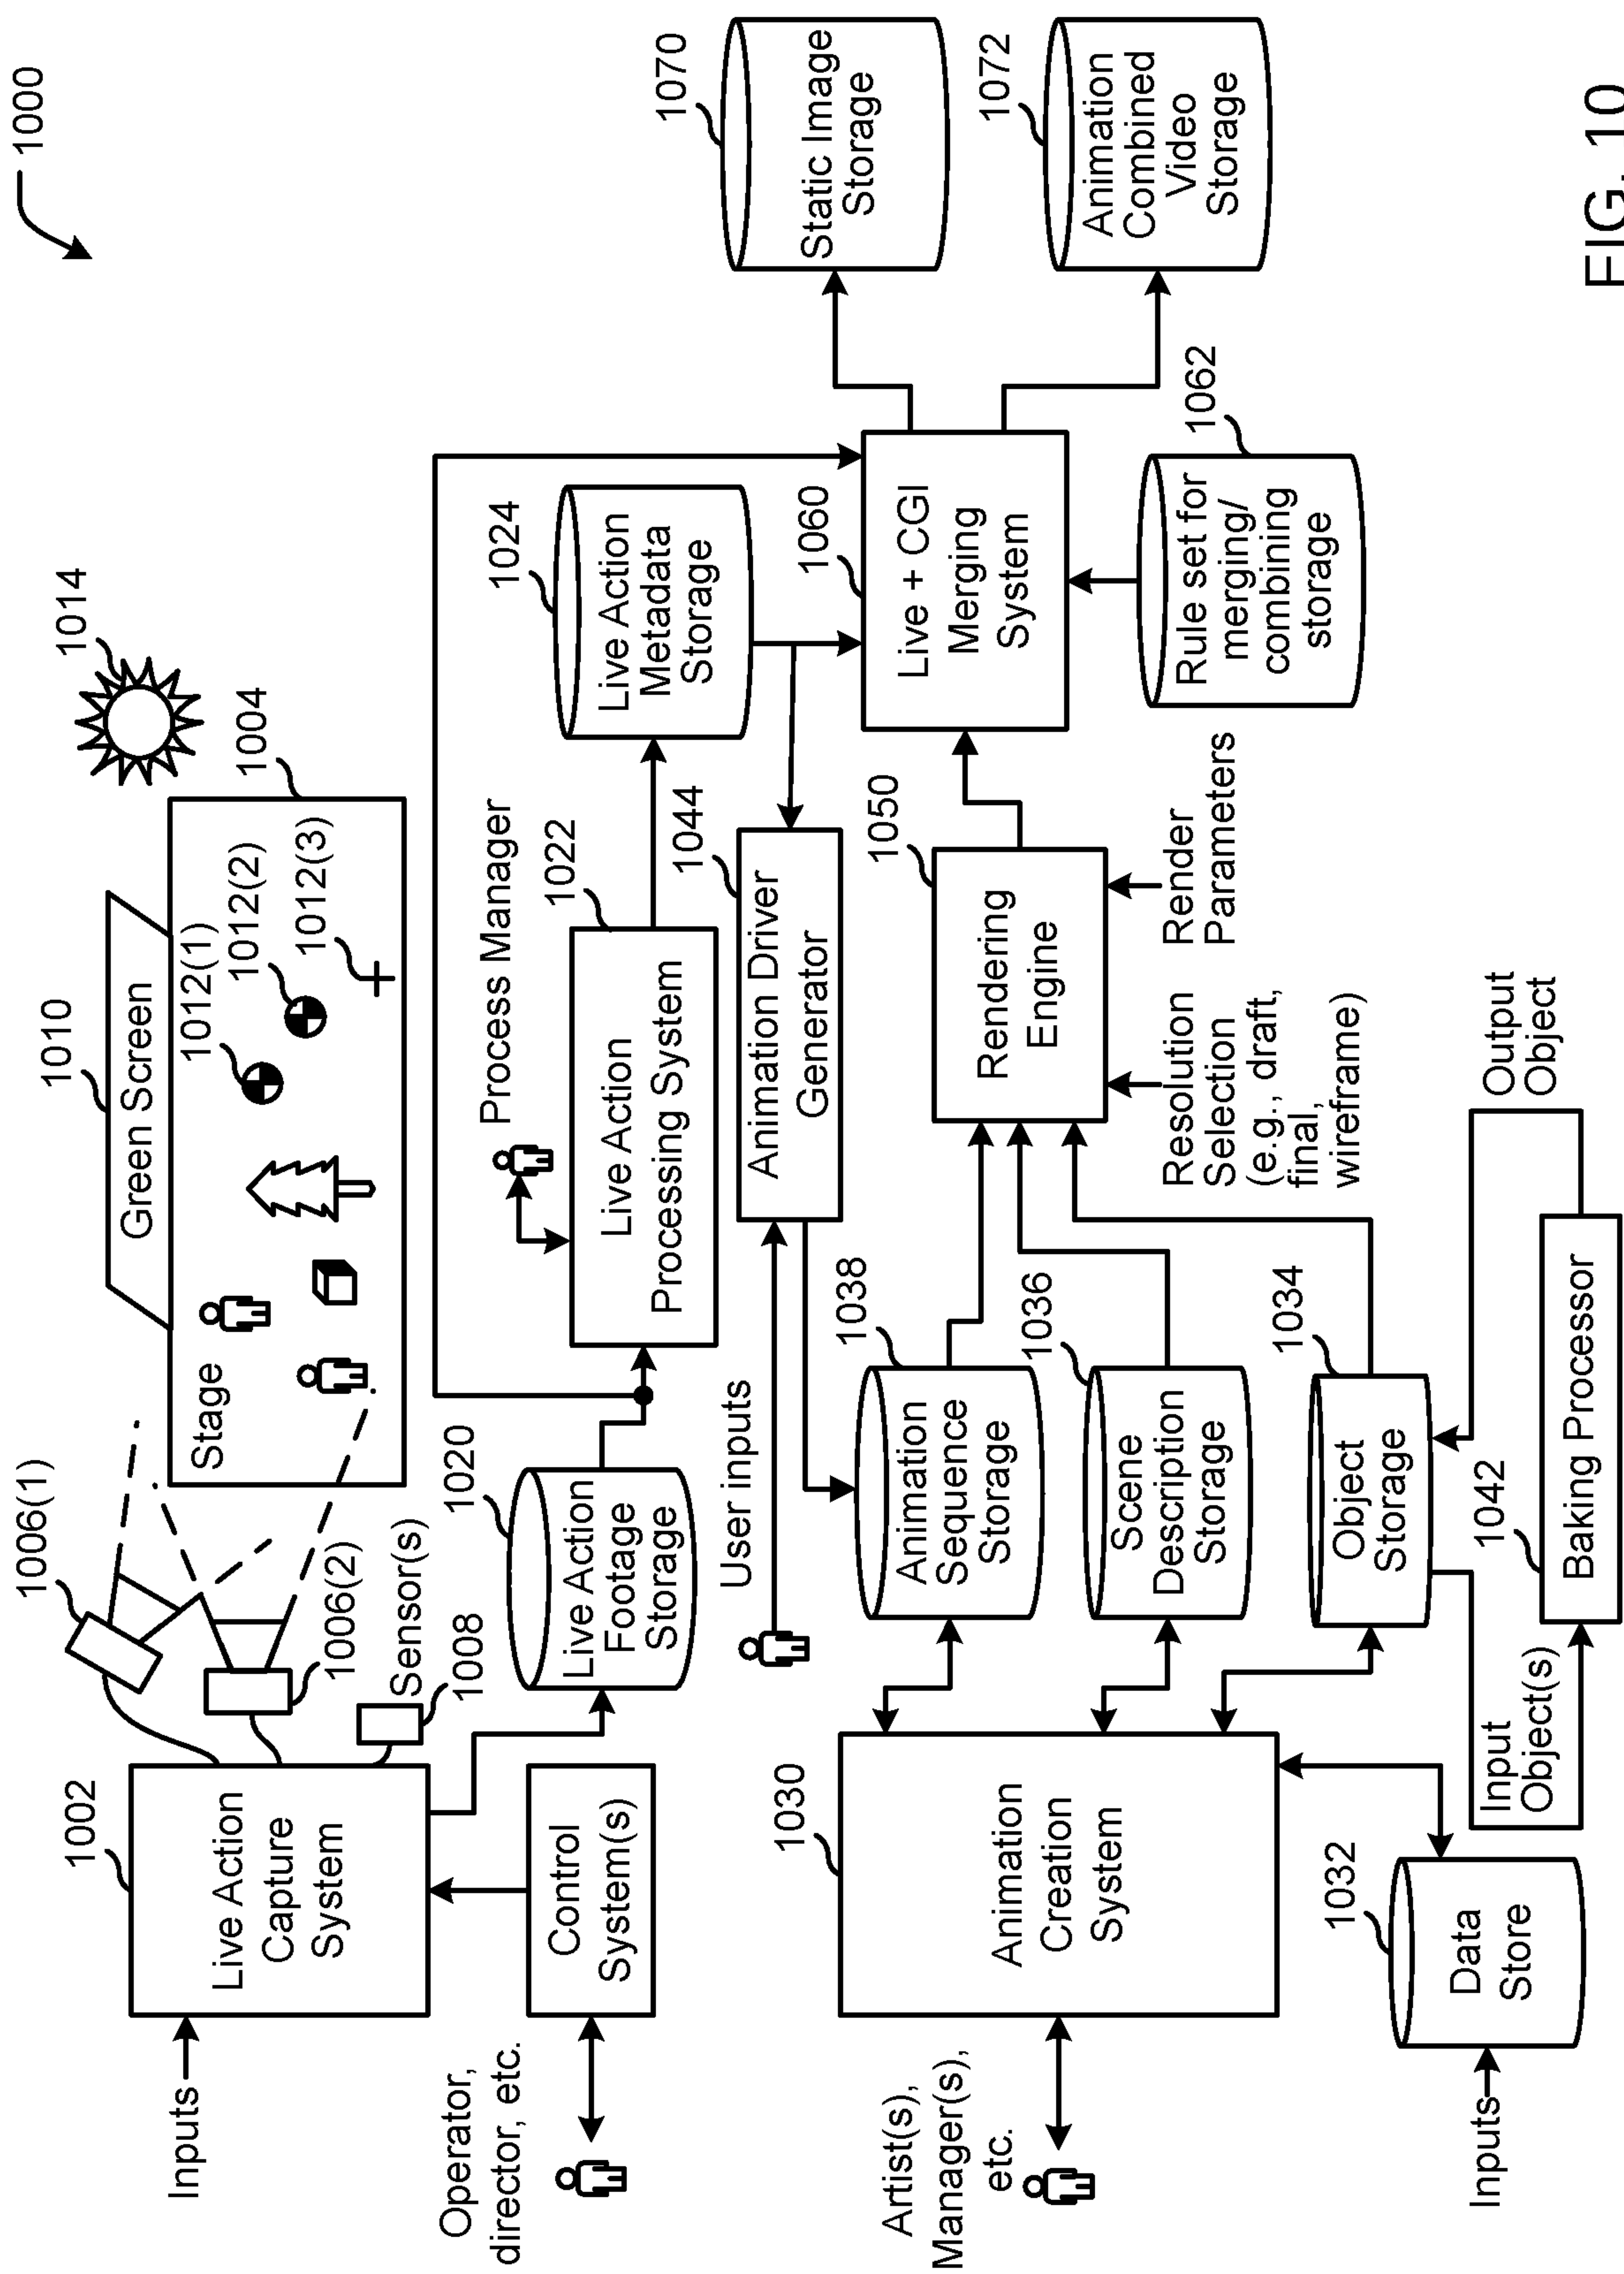 1000
1010
Green Screen
1014
1004
Stage
1012(1)
1012(2)
1012(3)
1006(1)
1006(2)
Sensor(s)
1008
1002
Live Action
Capture
System
Inputs
Operator,
director, etc.
Control
System(s)
1020
Live Action
Footage
Storage
Process Manager
1022
Live Action
Processing System
1024
Live Action
Metadata
Storage
User inputs
1044
Animation Driver
Generator
1060
Live + CGI
Merging
System
1070
Static Image
Storage
1072
Animation
Combined
Video
Storage
1062
Rule set for
merging/
combining
storage
1050
Rendering
Engine
Render
Parameters
Resolution
Selection
(e.g., draft,
final,
wireframe)
1038
Animation
Sequence
Storage
1036
Scene
Description
Storage
1034
Object
Storage
1030
Animation
Creation
System
Artist(s),
Manager(s),
etc.
1032
Data
Store
Inputs
Input
Object(s)
1042
Baking Processor
Output
Object
FIG. 10